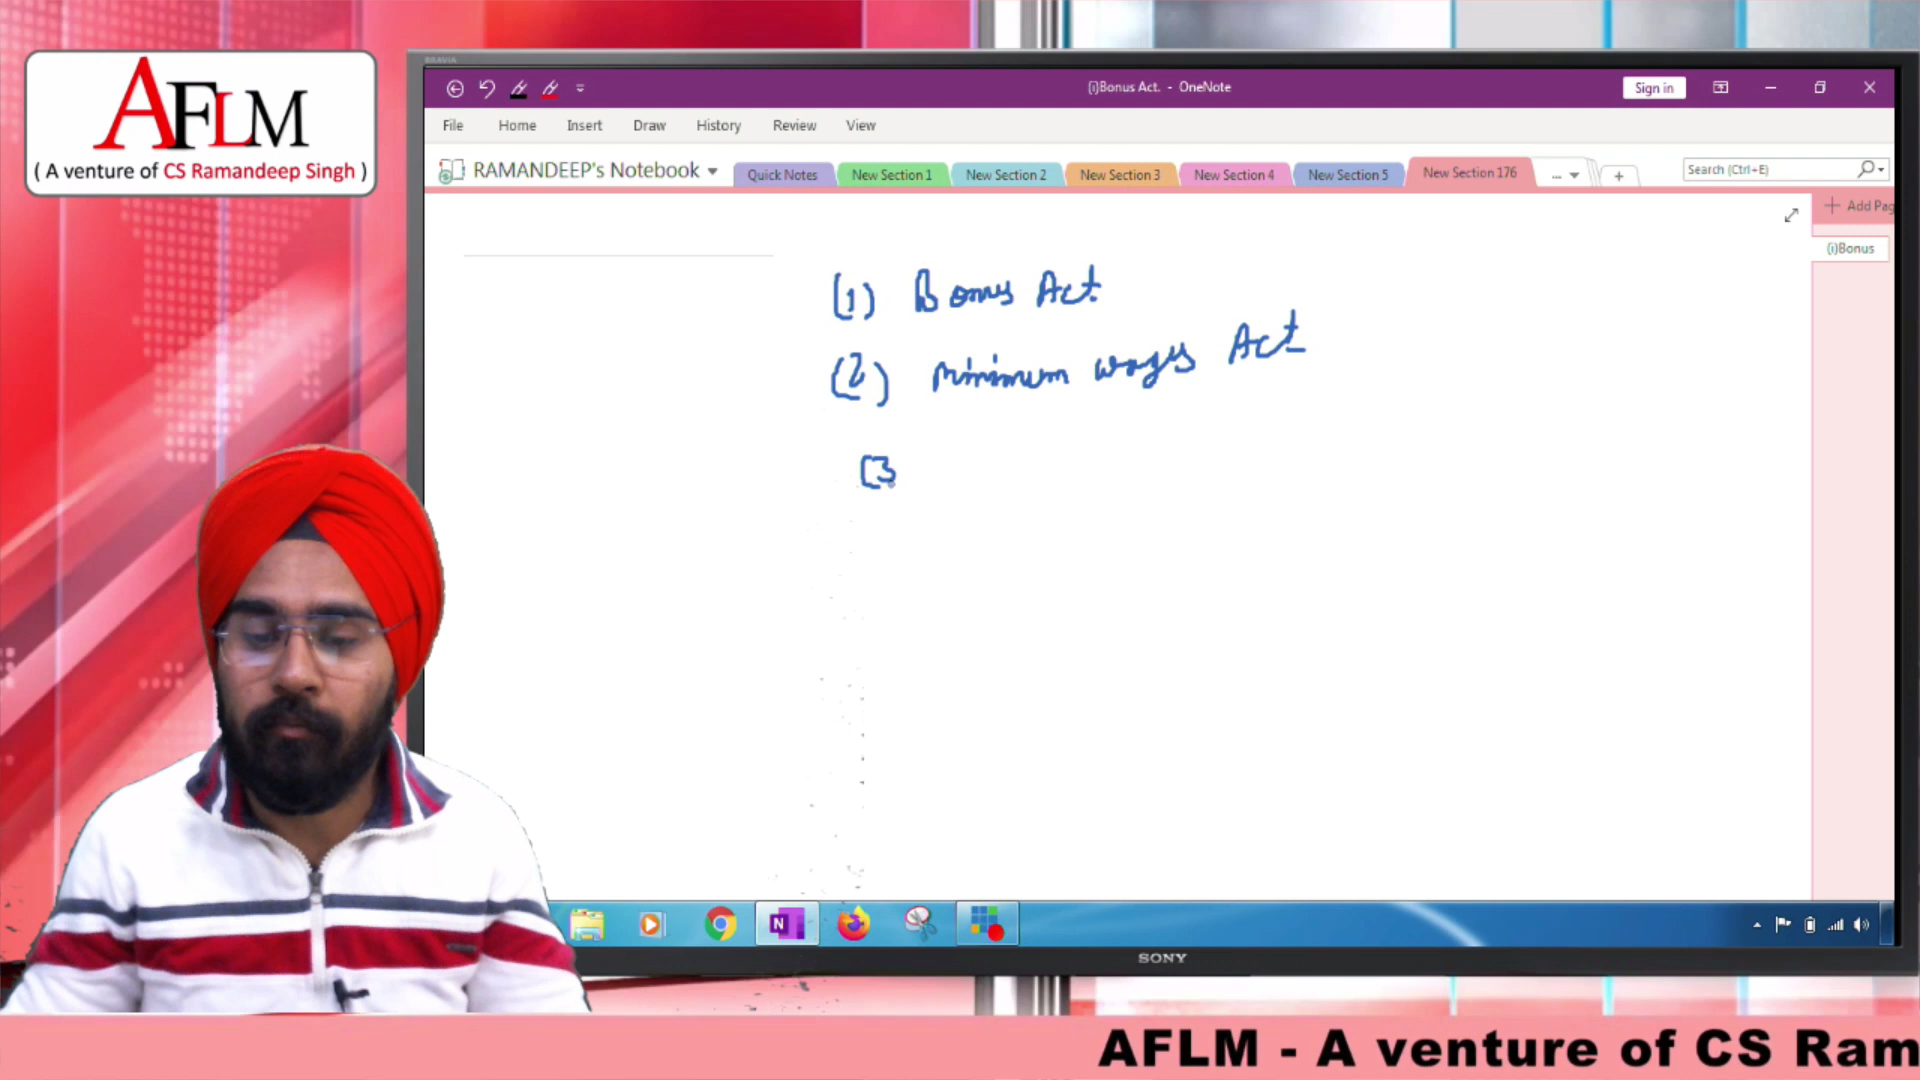 AFLM
( A venture of CS Ramandeep Singh )
BRAVIA
(i)Bonus Act. - OneNote
Sign in
File Home Insert Draw History Review View
RAMANDEEP's Notebook
Quick Notes New Section 1 New Section 2 New Section 3 New Section 4 New Section 5 New Section 176 ...
Search (Ctrl+E)
Add Pag
(i)Bonus
(1) Bonus Act
(2) Minimum wages Act
(3
N
SONY
AFLM - A venture of CS Ram